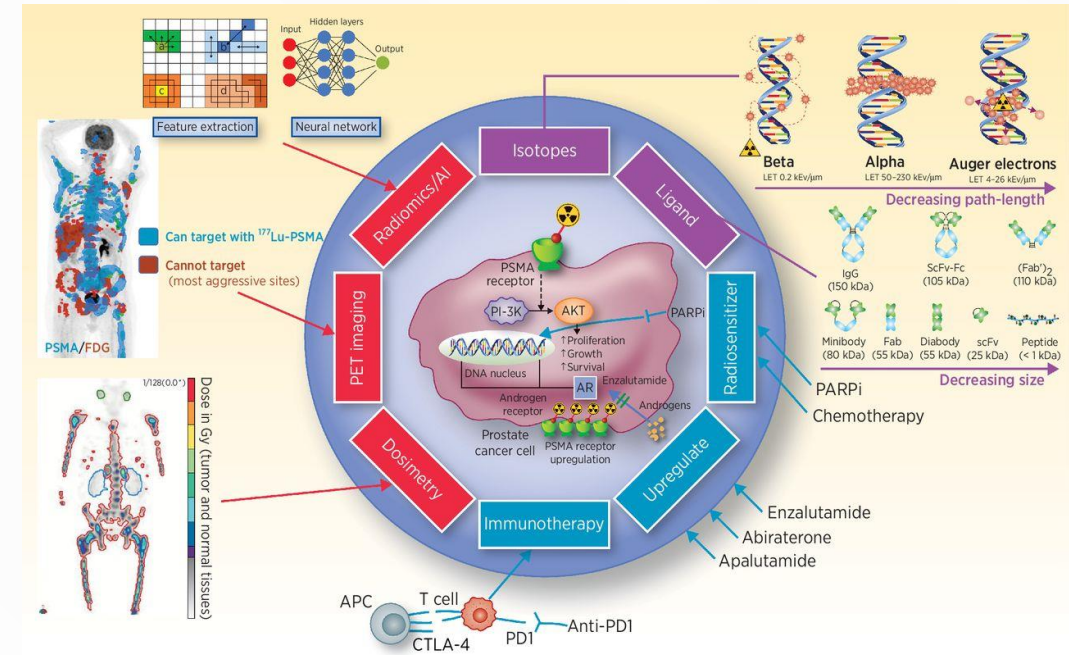 a
b
c
d
Input
Hidden layers
Output
Feature extraction
Neural network
Can target with ¹⁷⁷Lu-PSMA
Cannot target
(most aggressive sites)
PSMA/FDG
1/128(0.0°)
Dose in Gy (tumor and normal tissues)
Radiomics/AI
Isotopes
Ligand
PET imaging
Radiosensitizer
Dosimetry
Immunotherapy
Upregulate
PSMA
receptor
PI-3K
AKT
PARPi
↑Proliferation
↑Growth
↑Survival
DNA nucleus
Androgen
receptor
AR
Enzalutamide
Androgens
Prostate
cancer cell
PSMA receptor
upregulation
Beta
LET 0.2 kEv/µm
Alpha
LET 50–230 kEv/µm
Auger electrons
LET 4-26 kEv/µm
Decreasing path-length
IgG
(150 kDa)
ScFv-Fc
(105 kDa)
(Fab')₂
(110 kDa)
Minibody
(80 kDa)
Fab
(55 kDa)
Diabody
(55 kDa)
scFv
(25 kDa)
Peptide
(< 1 kDa)
Decreasing size
PARPi
Chemotherapy
Enzalutamide
Abiraterone
Apalutamide
APC
T cell
CTLA-4
PD1
Anti-PD1